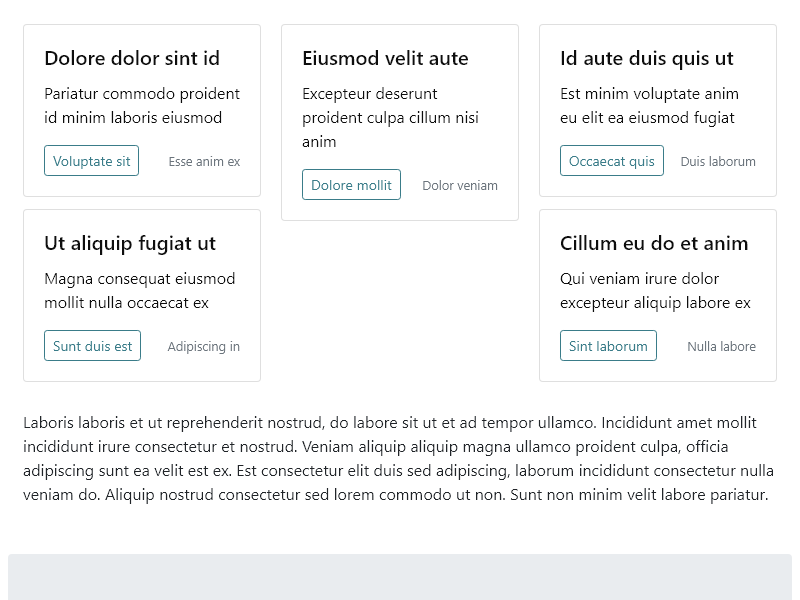 Dolore dolor sint id
Pariatur commodo proident
id minim laboris eiusmod
Voluptate sit
Esse anim ex
Ut aliquip fugiat ut
Magna consequat eiusmod
mollit nulla occaecat ex
Sunt duis est
Adipiscing in
Eiusmod velit aute
Excepteur deserunt
proident culpa cillum nisi
anim
Dolore mollit
Dolor veniam
Id aute duis quis ut
Est minim voluptate anim
eu elit ea eiusmod fugiat
Occaecat quis
Duis laborum
Cillum eu do et anim
Qui veniam irure dolor
excepteur aliquip labore ex
Sint laborum
Nulla labore
Laboris laboris et ut reprehenderit nostrud, do labore sit ut et ad tempor ullamco. Incididunt amet mollit
incididunt irure consectetur et nostrud. Veniam aliquip aliquip magna ullamco proident culpa, officia
adipiscing sunt ea velit est ex. Est consectetur elit duis sed adipiscing, laborum incididunt consectetur nulla
veniam do. Aliquip nostrud consectetur sed lorem commodo ut non. Sunt non minim velit labore pariatur.